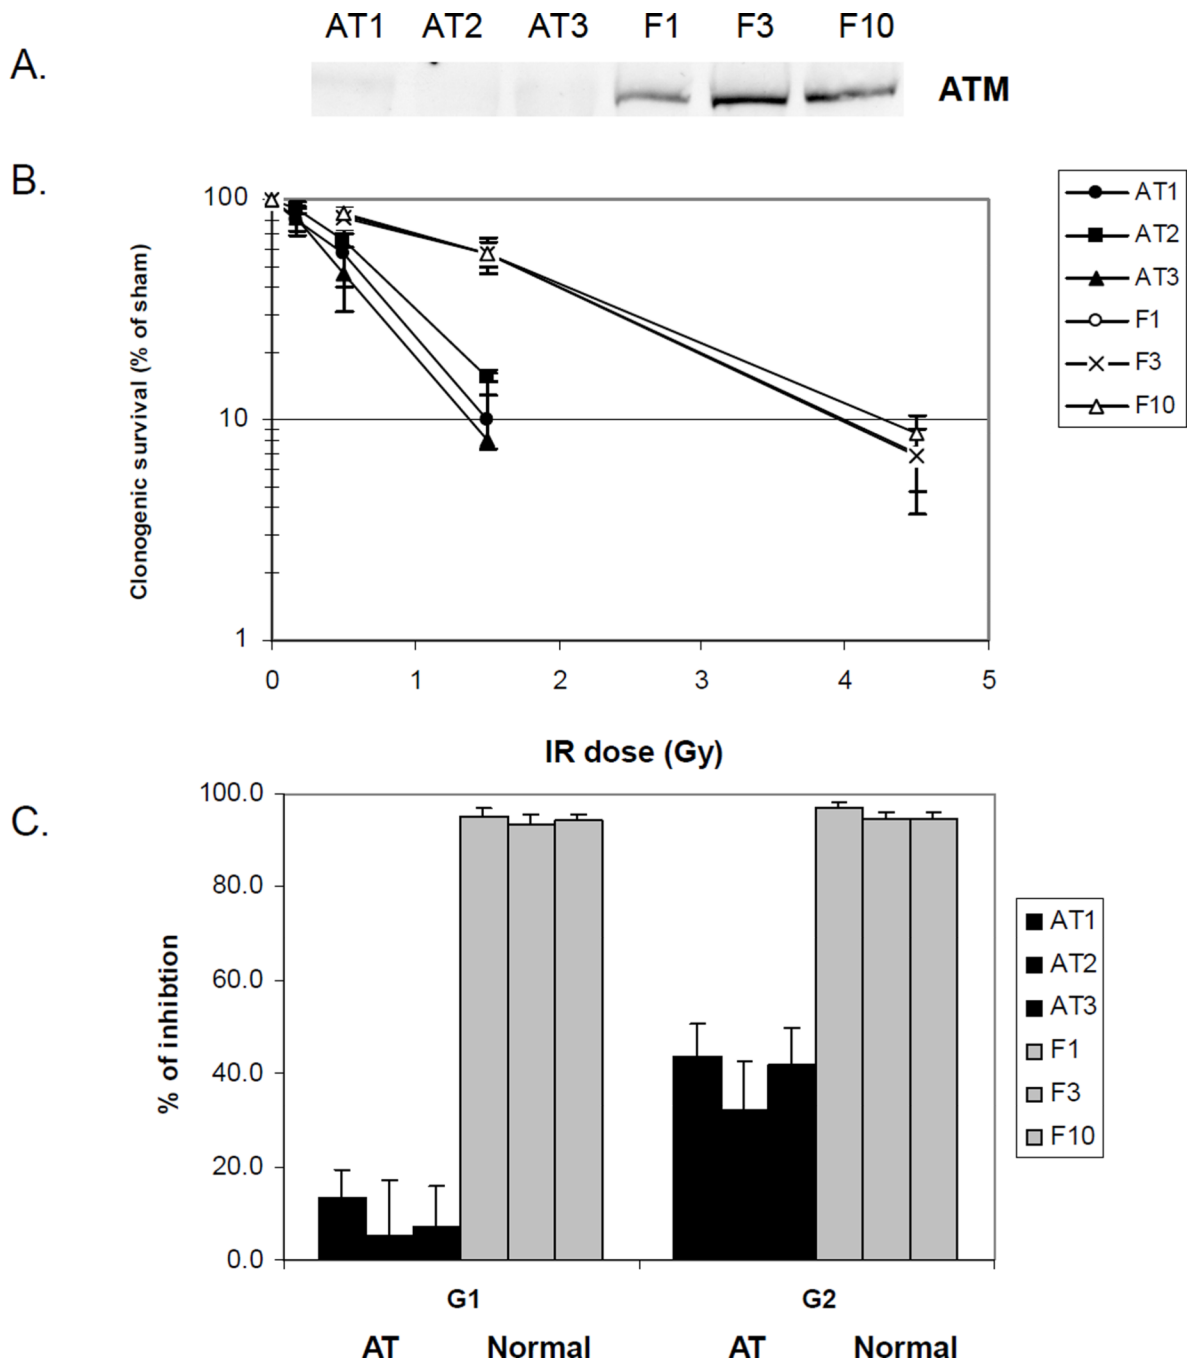 AT1 AT2 AT3 F1 F3 F10
A.
ATM
B.
Clonogenic survival (% of sham)
100
10
1
0 1 2 3 4 5
IR dose (Gy)
AT1
AT2
AT3
F1
F3
F10
C.
% of inhibtion
100.0
80.0
60.0
40.0
20.0
0.0
G1 G2
AT Normal AT Normal
AT1
AT2
AT3
F1
F3
F10